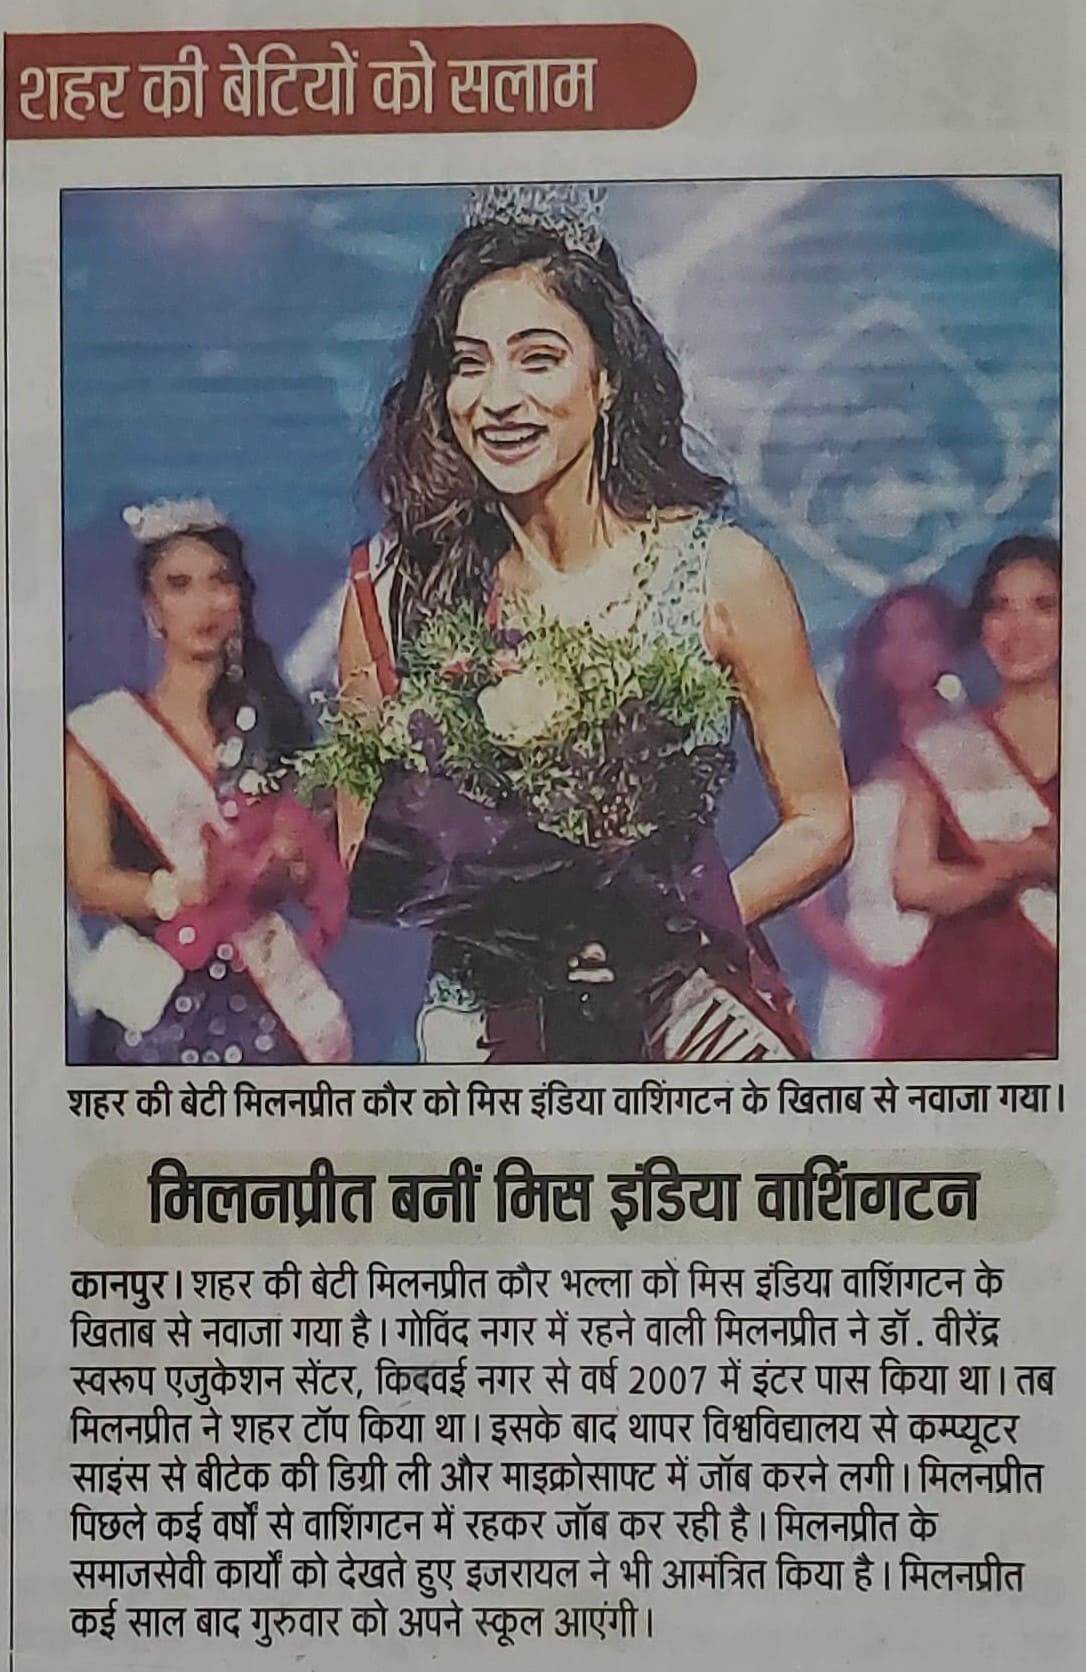 शहर की बेटियों को सलाम
WA
शहर की बेटी मिलनप्रीत कौर को मिस इंडिया वाशिंगटन के खिताब से नवाजा गया।
मिलनप्रीत बनीं मिस इंडिया वाशिंगटन
कानपुर। शहर की बेटी मिलनप्रीत कौर भल्ला को मिस इंडिया वाशिंगटन के
खिताब से नवाजा गया है। गोविंद नगर में रहने वाली मिलनप्रीत ने डॉ. वीरेंद्र
स्वरूप एजुकेशन सेंटर, किदवई नगर से वर्ष 2007 में इंटर पास किया था। तब
मिलनप्रीत ने शहर टॉप किया था। इसके बाद थापर विश्वविद्यालय से कम्प्यूटर
साइंस से बीटेक की डिग्री ली और माइक्रोसाफ्ट में जॉब करने लगी। मिलनप्रीत
पिछले कई वर्षों से वाशिंगटन में रहकर जॉब कर रही है। मिलनप्रीत के
समाजसेवी कार्यों को देखते हुए इजरायल ने भी आमंत्रित किया है। मिलनप्रीत
कई साल बाद गुरुवार को अपने स्कूल आएंगी।